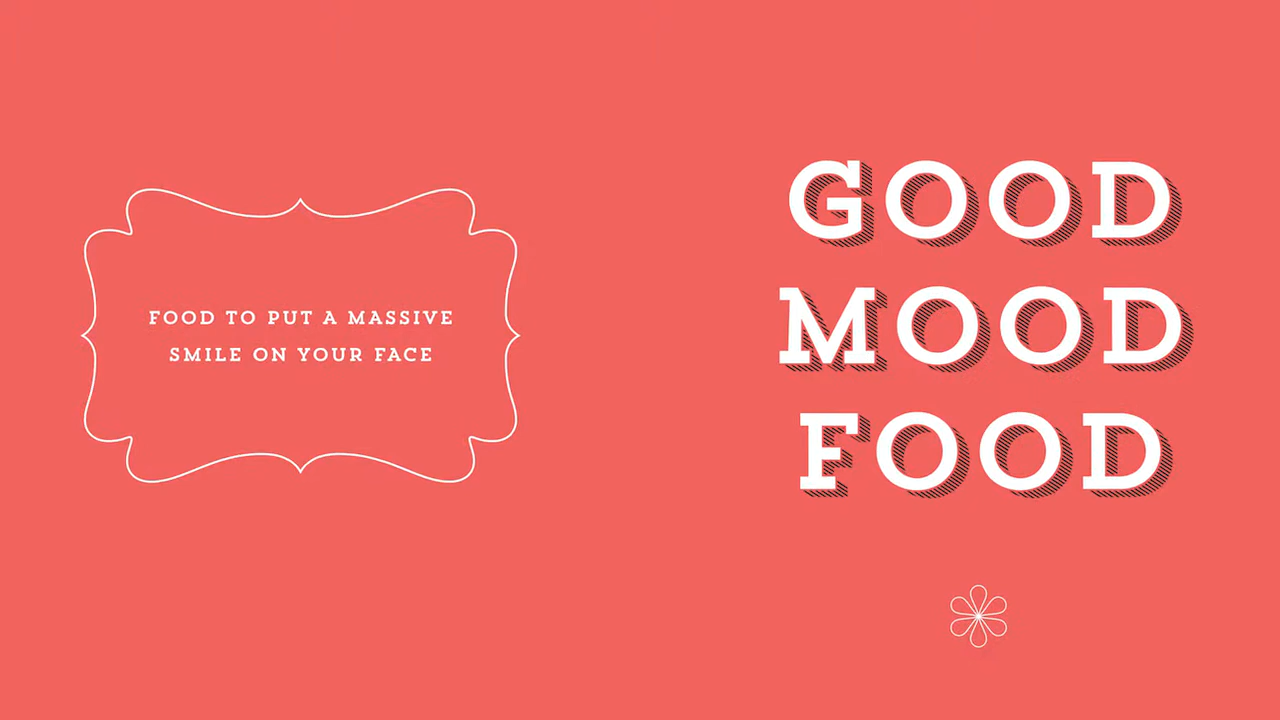 FOOD TO PUT A MASSIVE
SMILE ON YOUR FACE
GOOD
MOOD
FOOD